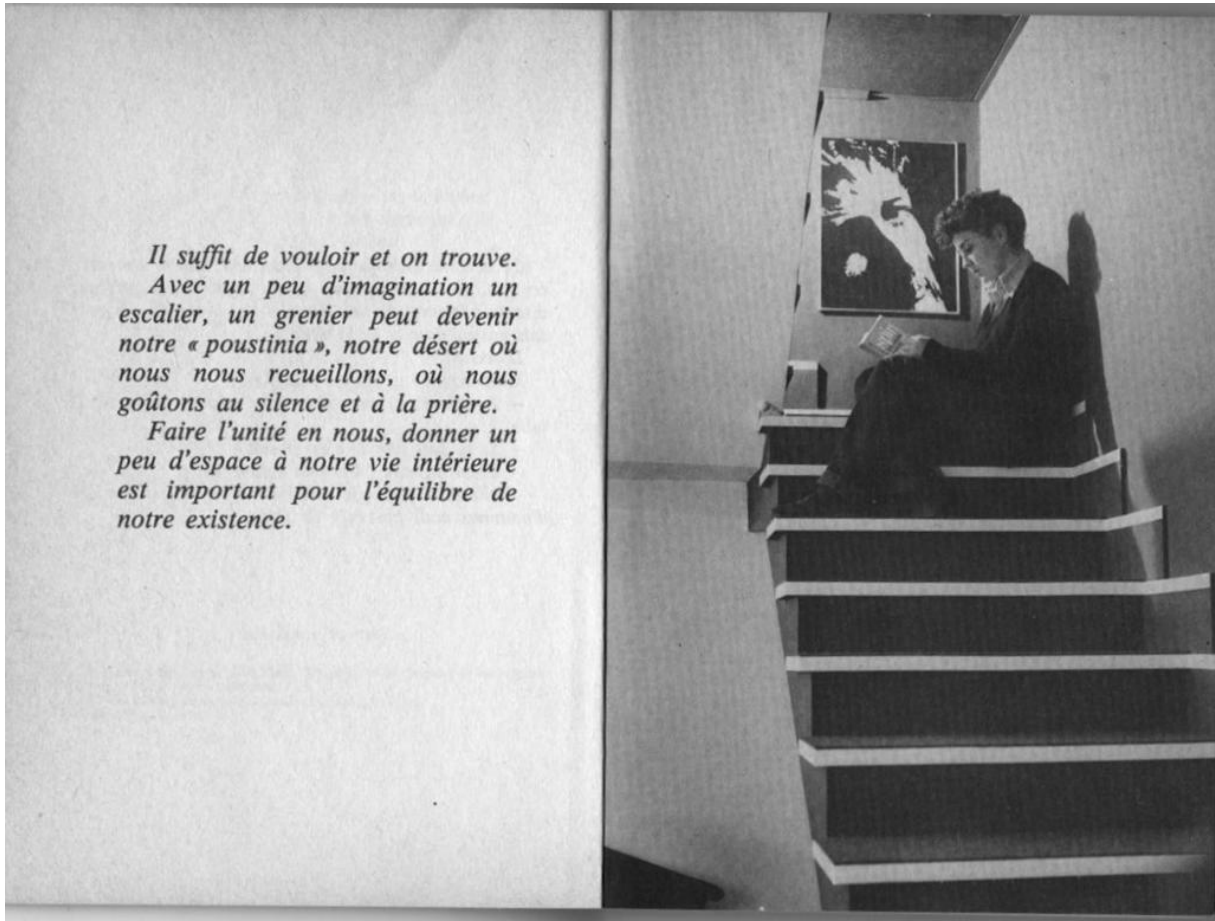 Il suffit de vouloir et on trouve.
Avec un peu d'imagination un
escalier, un grenier peut devenir
notre « poustinia », notre désert où
nous nous recueillons, où nous
goûtons au silence et à la prière.
Faire l'unité en nous, donner un
peu d'espace à notre vie intérieure
est important pour l'équilibre de
notre existence.